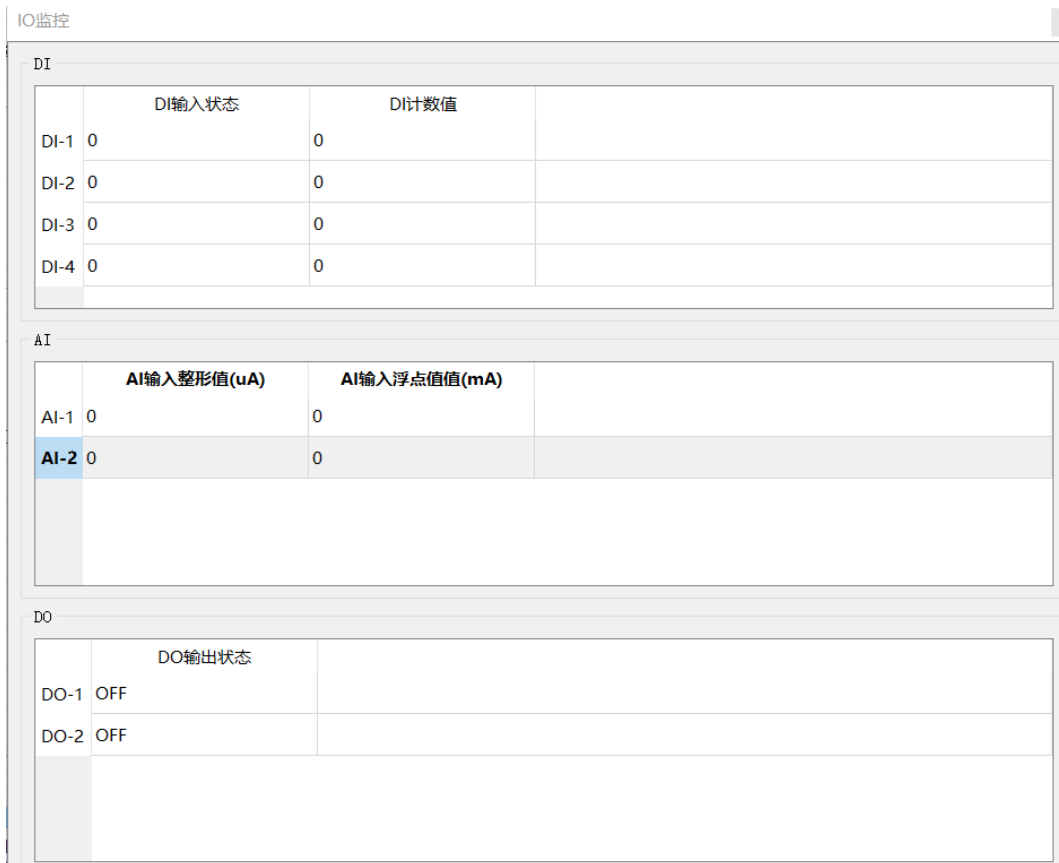 IO监控
DI
DI输入状态 DI计数值
DI-1 0 0
DI-2 0 0
DI-3 0 0
DI-4 0 0
AI
AI输入整形值(uA) AI输入浮点值值(mA)
AI-1 0 0
AI-2 0 0
DO
DO输出状态
DO-1 OFF
DO-2 OFF